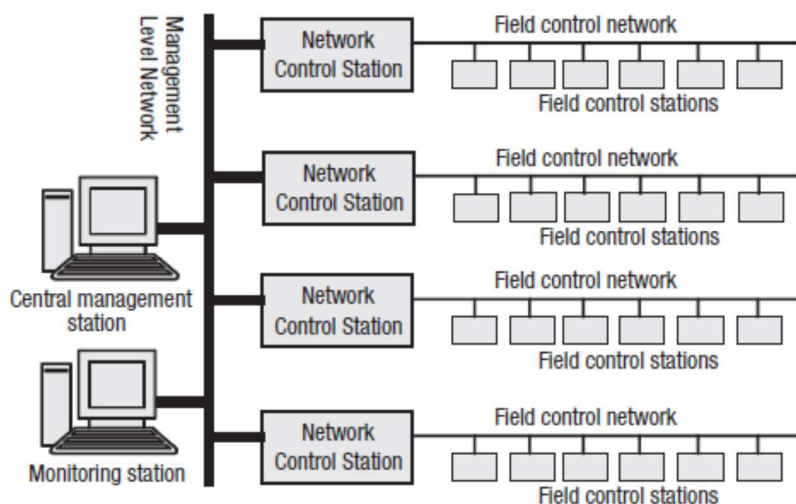 Management
Level Network
Network
Control Station
Field control network
Field control stations
Network
Control Station
Field control network
Field control stations
Central management
station
Network
Control Station
Field control network
Field control stations
Monitoring station
Network
Control Station
Field control network
Field control stations